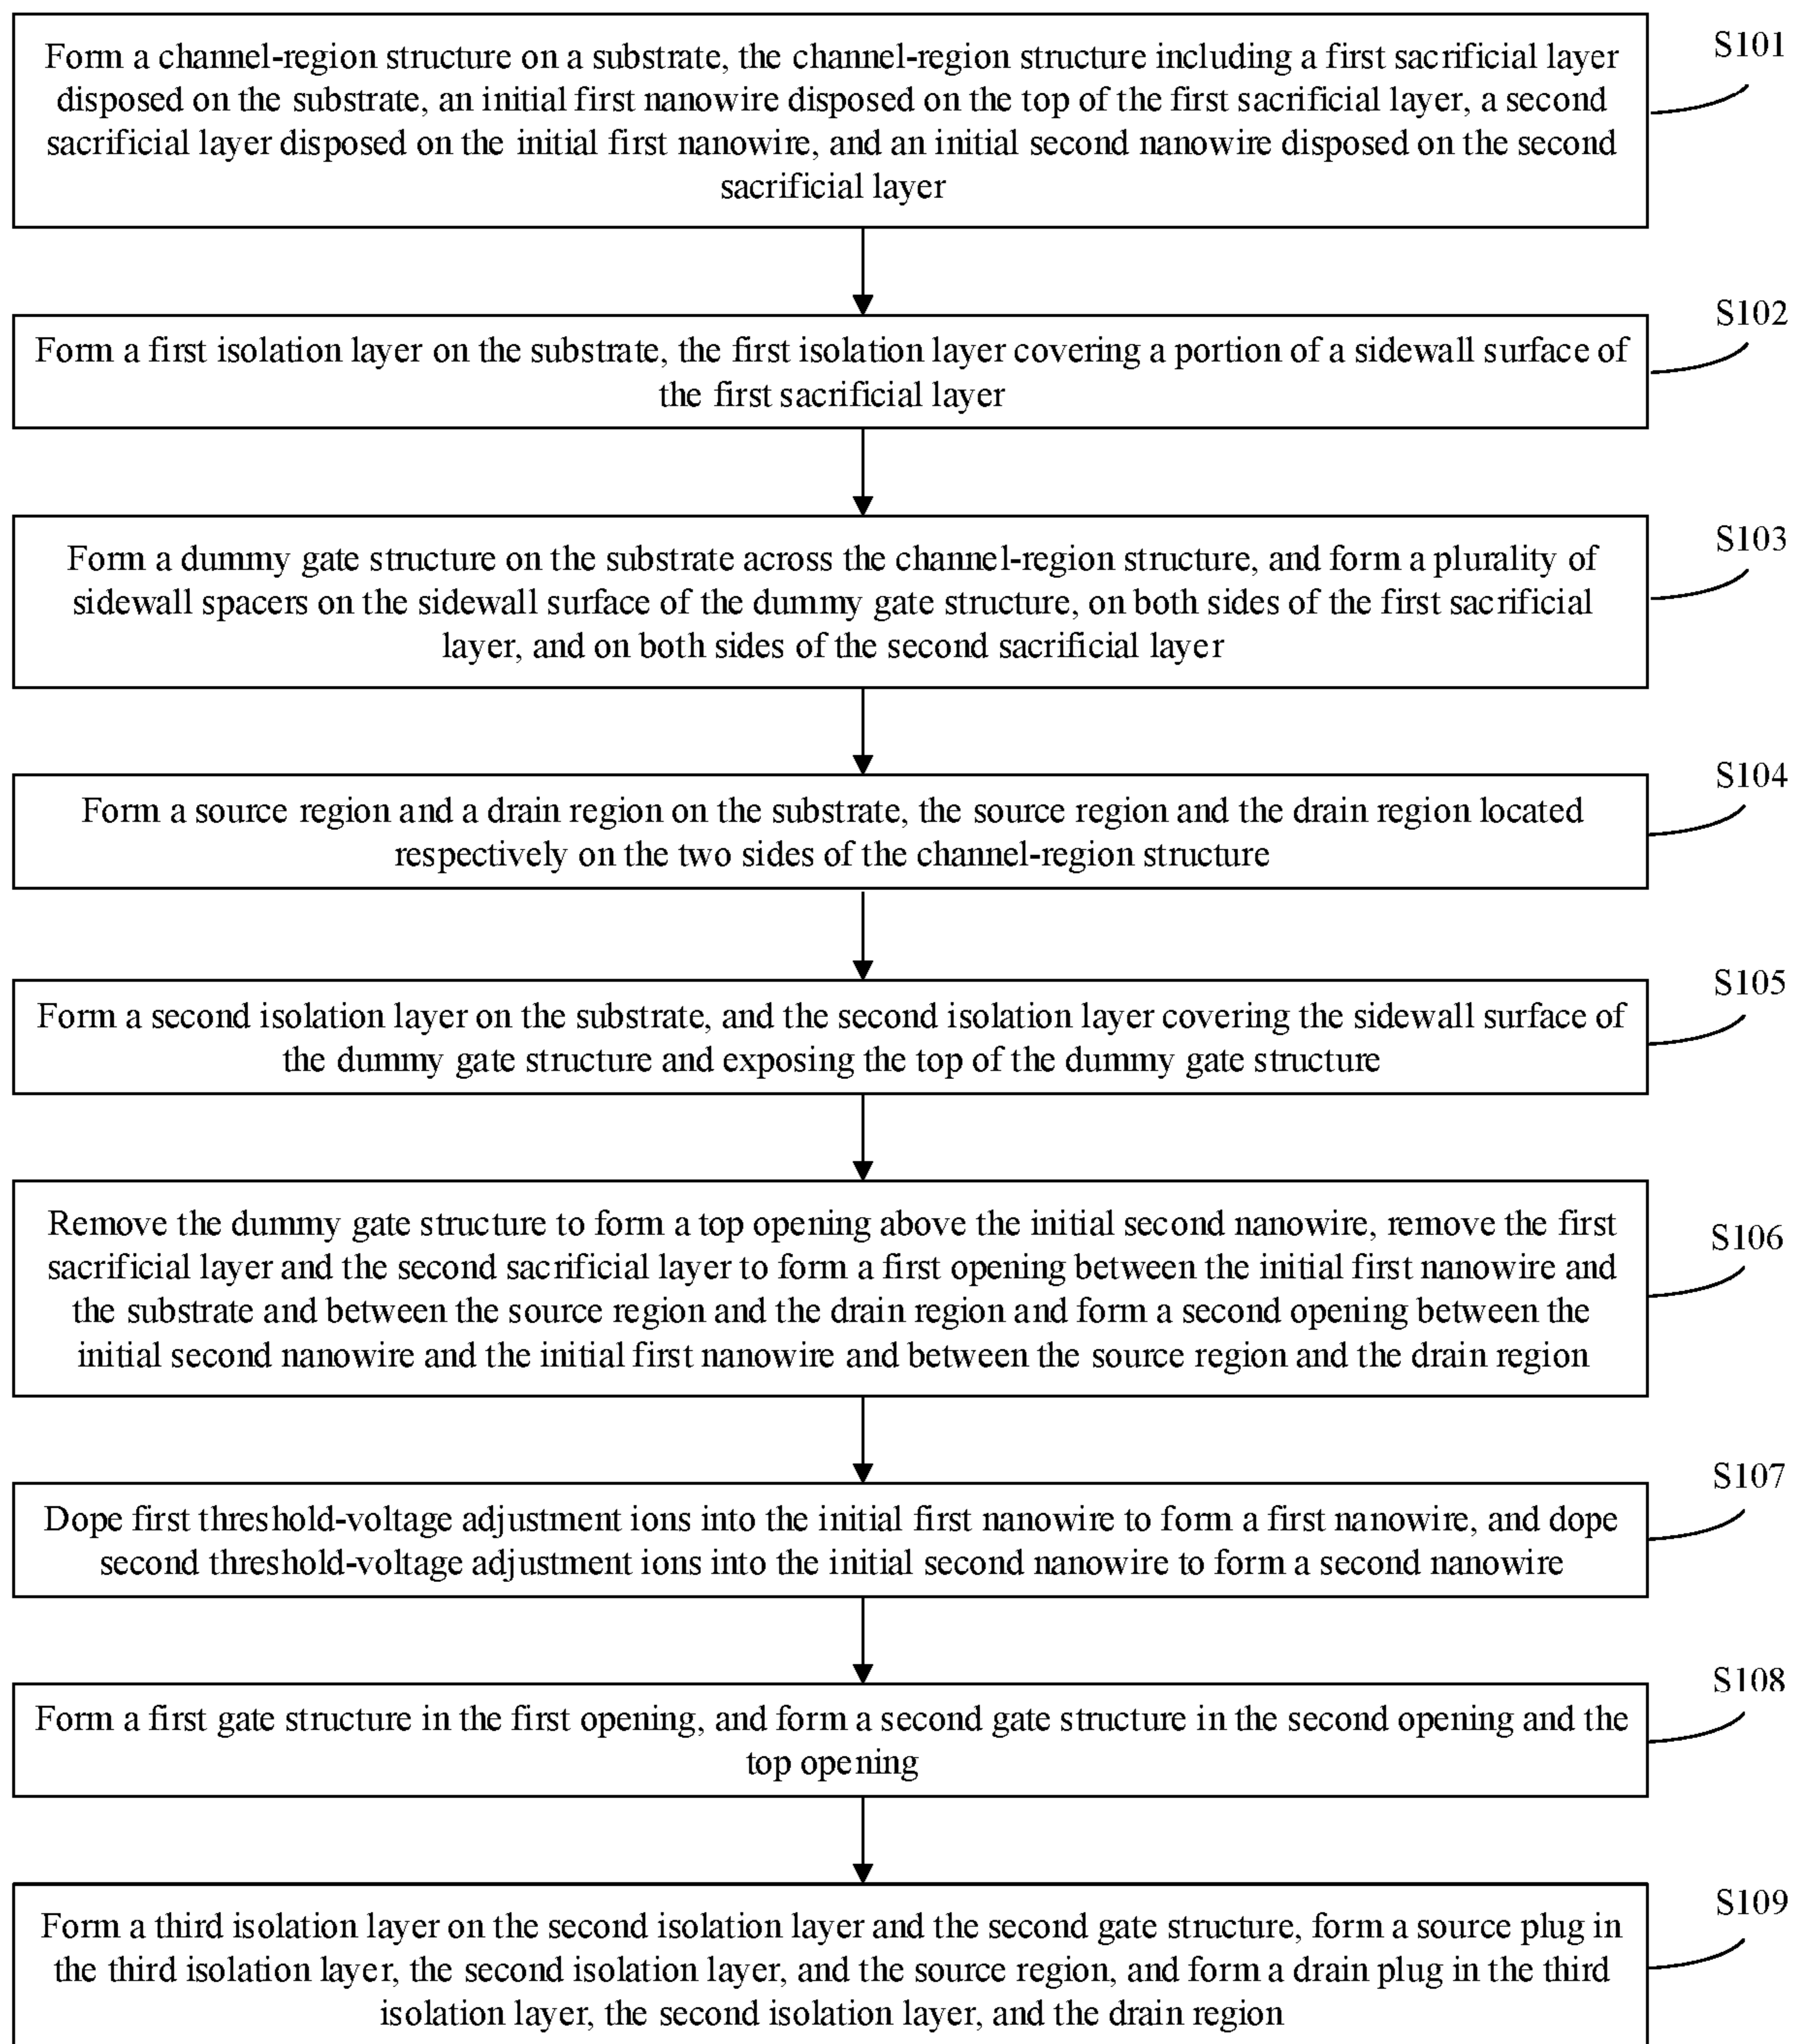 Form a channel-region structure on a substrate, the channel-region structure including a first sacrificial layer
disposed on the substrate, an initial first nanowire disposed on the top of the first sacrificial layer, a second
sacrificial layer disposed on the initial first nanowire, and an initial second nanowire disposed on the second
sacrificial layer
S101
Form a first isolation layer on the substrate, the first isolation layer covering a portion of a sidewall surface of
the first sacrificial layer
S102
Form a dummy gate structure on the substrate across the channel-region structure, and form a plurality of
sidewall spacers on the sidewall surface of the dummy gate structure, on both sides of the first sacrificial
layer, and on both sides of the second sacrificial layer
S103
Form a source region and a drain region on the substrate, the source region and the drain region located
respectively on the two sides of the channel-region structure
S104
Form a second isolation layer on the substrate, and the second isolation layer covering the sidewall surface of
the dummy gate structure and exposing the top of the dummy gate structure
S105
Remove the dummy gate structure to form a top opening above the initial second nanowire, remove the first
sacrificial layer and the second sacrificial layer to form a first opening between the initial first nanowire and
the substrate and between the source region and the drain region and form a second opening between the
initial second nanowire and the initial first nanowire and between the source region and the drain region
S106
Dope first threshold-voltage adjustment ions into the initial first nanowire to form a first nanowire, and dope
second threshold-voltage adjustment ions into the initial second nanowire to form a second nanowire
S107
Form a first gate structure in the first opening, and form a second gate structure in the second opening and the
top opening
S108
Form a third isolation layer on the second isolation layer and the second gate structure, form a source plug in
the third isolation layer, the second isolation layer, and the source region, and form a drain plug in the third
isolation layer, the second isolation layer, and the drain region
S109